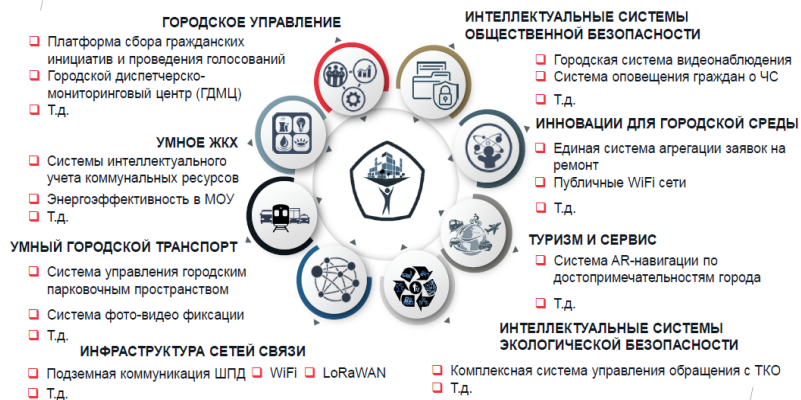 ГОРОДСКОЕ УПРАВЛЕНИЕ
Платформа сбора гражданских
инициатив и проведения голосований
Городской диспетчерско-
мониторинговый центр (ГДМЦ)
Т.д.
УМНОЕ ЖКХ
Системы интеллектуального
учета коммунальных ресурсов
Энергоэффективность в МОУ
Т.д.
УМНЫЙ ГОРОДСКОЙ ТРАНСПОРТ
Система управления городским
парковочным пространством
Система фото-видео фиксации
Т.д.
ИНФРАСТРУКТУРА СЕТЕЙ СВЯЗИ
Подземная коммуникация ШПД WiFi LoRaWAN
Т.д.
ИНТЕЛЛЕКТУАЛЬНЫЕ СИСТЕМЫ
ОБЩЕСТВЕННОЙ БЕЗОПАСНОСТИ
Городская система видеонаблюдения
Система оповещения граждан о ЧС
Т.д.
ИННОВАЦИИ ДЛЯ ГОРОДСКОЙ СРЕДЫ
Единая система агрегации заявок на
ремонт
Публичные WiFi сети
Т.д.
ТУРИЗМ И СЕРВИС
Система AR-навигации по
достопримечательностям города
Т.д.
ИНТЕЛЛЕКТУАЛЬНЫЕ СИСТЕМЫ
ЭКОЛОГИЧЕСКОЙ БЕЗОПАСНОСТИ
Комплексная система управления обращения с ТКО
Т.д.